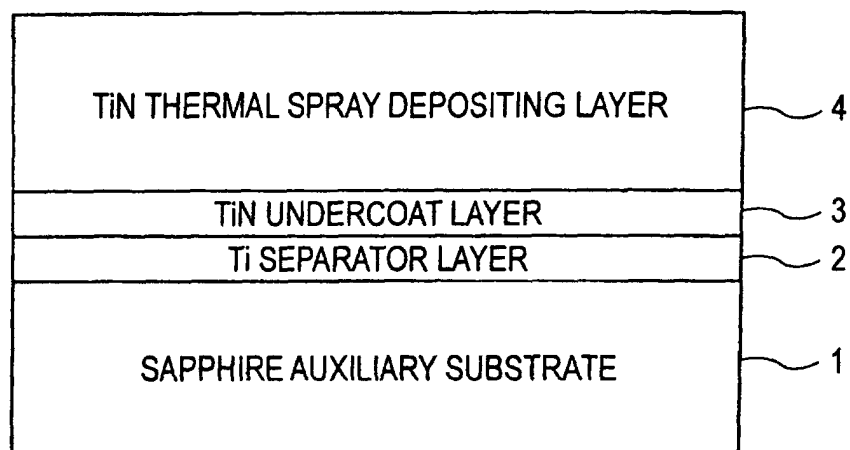 TiN THERMAL SPRAY DEPOSITING LAYER 4
TiN UNDERCOAT LAYER 3
Ti SEPARATOR LAYER 2
SAPPHIRE AUXILIARY SUBSTRATE 1